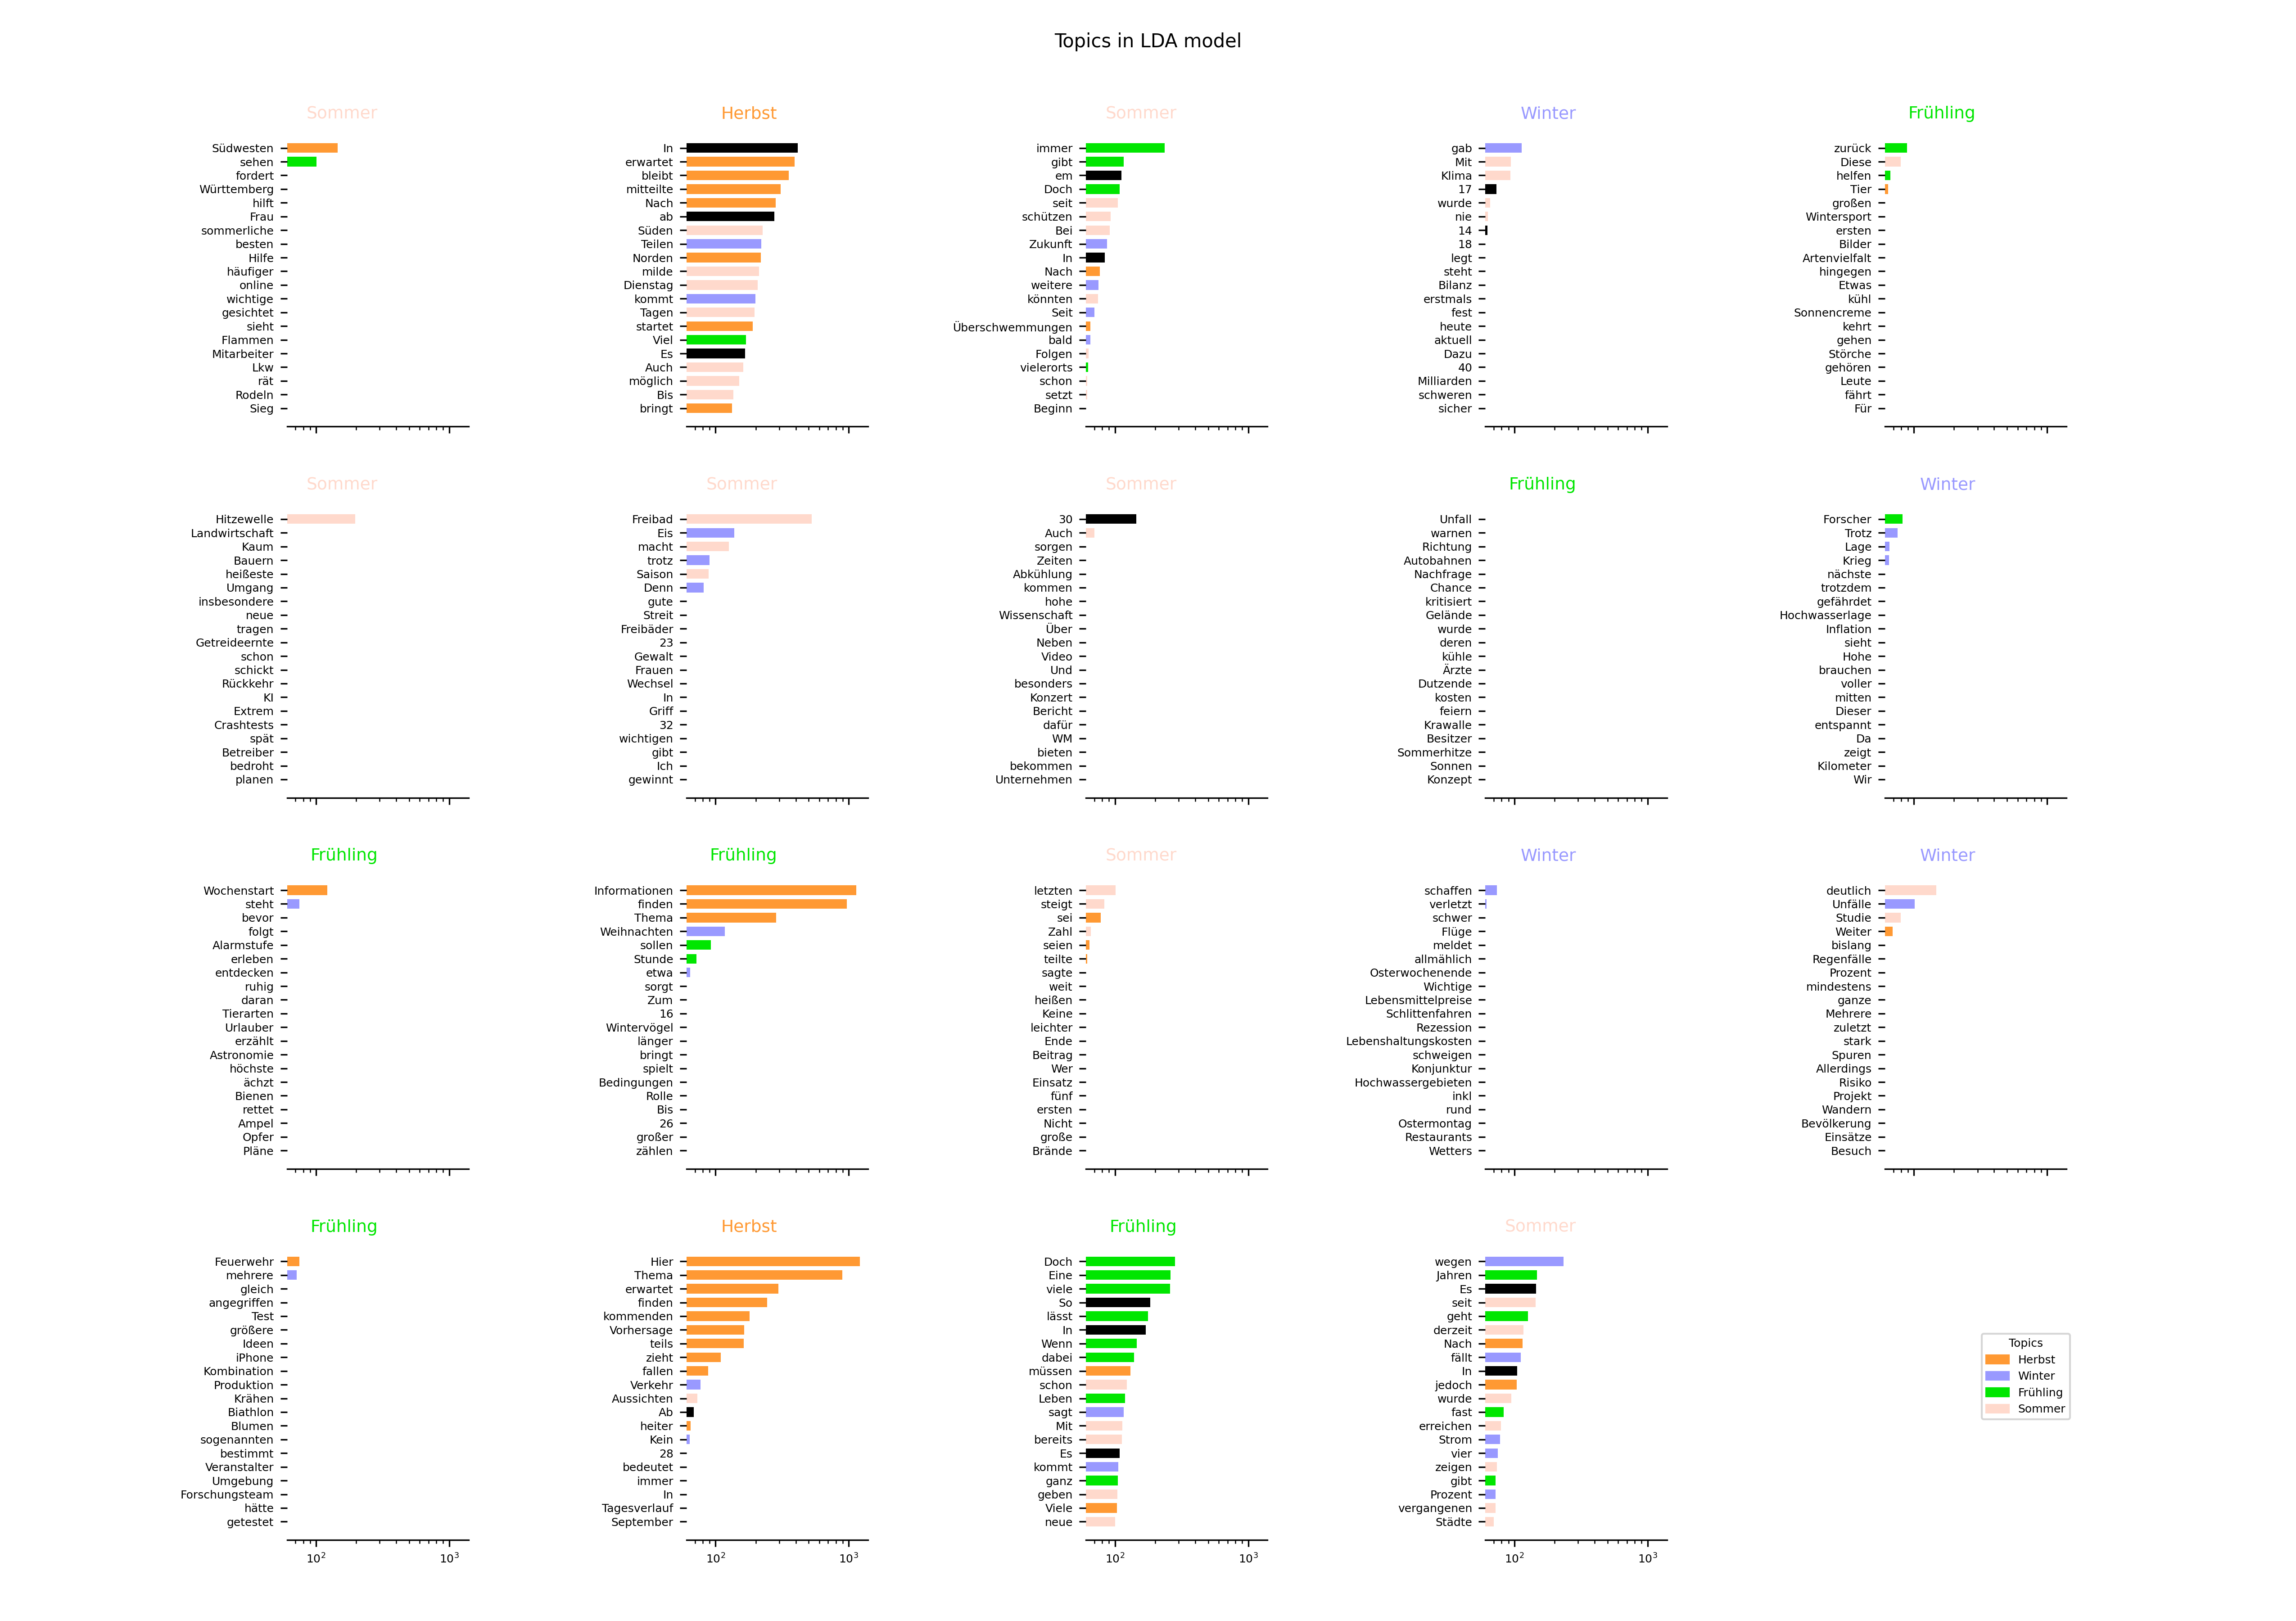 Topics in LDA model
Sommer
Südwesten
sehen
fordert
Württemberg
hilft
Frau
sommerliche
besten
Hilfe
häufiger
online
wichtige
gesichtet
sieht
Flammen
Mitarbeiter
Lkw
rät
Rodeln
Sieg
Herbst
In
erwartet
bleibt
mitteilte
Nach
ab
Süden
Teilen
Norden
milde
Dienstag
kommt
Tagen
startet
Viel
Es
Auch
möglich
Bis
bringt
Sommer
immer
gibt
em
Doch
seit
schützen
Bei
Zukunft
In
Nach
weitere
könnten
Seit
Überschwemmungen
bald
Folgen
vielerorts
schon
setzt
Beginn
Winter
gab
Mit
Klima
17
wurde
nie
14
18
legt
steht
Bilanz
erstmals
fest
heute
aktuell
Dazu
40
Milliarden
schweren
sicher
Frühling
zurück
Diese
helfen
Tier
großen
Wintersport
ersten
Bilder
Artenvielfalt
hingegen
Etwas
kühl
Sonnencreme
kehrt
gehen
Störche
gehören
Leute
fährt
Für
Sommer
Hitzewelle
Landwirtschaft
Kaum
Bauern
heißeste
Umgang
insbesondere
neue
tragen
Getreideernte
schon
schickt
Rückkehr
KI
Extrem
Crashtests
spät
Betreiber
bedroht
planen
Sommer
Freibad
Eis
macht
trotz
Saison
Denn
gute
Streit
Freibäder
23
Gewalt
Frauen
Wechsel
In
Griff
32
wichtigen
gibt
Ich
gewinnt
Sommer
30
Auch
sorgen
Zeiten
Abkühlung
kommen
hohe
Wissenschaft
Über
Neben
Video
Und
besonders
Konzert
Bericht
dafür
WM
bieten
bekommen
Unternehmen
Frühling
Unfall
warnen
Richtung
Autobahnen
Nachfrage
Chance
kritisiert
Gelände
wurde
deren
kühle
Ärzte
Dutzende
kosten
feiern
Krawalle
Besitzer
Sommerhitze
Sonnen
Konzept
Winter
Forscher
Trotz
Lage
Krieg
nächste
trotzdem
gefährdet
Hochwasserlage
Inflation
sieht
Hohe
brauchen
voller
mitten
Dieser
entspannt
Da
zeigt
Kilometer
Wir
Frühling
Wochenstart
steht
bevor
folgt
Alarmstufe
erleben
entdecken
ruhig
daran
Tierarten
Urlauber
erzählt
Astronomie
höchste
ächzt
Bienen
rettet
Ampel
Opfer
Pläne
Frühling
Informationen
finden
Thema
Weihnachten
sollen
Stunde
etwa
sorgt
Zum
16
Wintervögel
länger
bringt
spielt
Bedingungen
Rolle
Bis
26
großer
zählen
Sommer
letzten
steigt
sei
Zahl
seien
teilte
sagte
weit
heißen
Keine
leichter
Ende
Beitrag
Wer
Einsatz
fünf
ersten
Nicht
große
Brände
Winter
schaffen
verletzt
schwer
Flüge
meldet
allmählich
Osterwochenende
Wichtige
Lebensmittelpreise
Schlittenfahren
Rezession
Lebenshaltungskosten
schweigen
Konjunktur
Hochwassergebieten
inkl
rund
Ostermontag
Restaurants
Wetters
Winter
deutlich
Unfälle
Studie
Weiter
bislang
Regenfälle
Prozent
mindestens
ganze
Mehrere
zuletzt
stark
Spuren
Allerdings
Risiko
Projekt
Wandern
Bevölkerung
Einsätze
Besuch
Frühling
Feuerwehr
mehrere
gleich
angegriffen
Test
größere
Ideen
iPhone
Kombination
Produktion
Krähen
Biathlon
Blumen
sogenannten
bestimmt
Veranstalter
Umgebung
Forschungsteam
hätte
getestet
10² 10³
Herbst
Hier
Thema
erwartet
finden
kommenden
Vorhersage
teils
zieht
fallen
Verkehr
Aussichten
Ab
heiter
Kein
28
bedeutet
immer
In
Tagesverlauf
September
10² 10³
Frühling
Doch
Eine
viele
So
lässt
In
Wenn
dabei
müssen
schon
Leben
sagt
Mit
bereits
Es
kommt
ganz
geben
Viele
neue
10² 10³
Sommer
wegen
Jahren
Es
seit
geht
derzeit
Nach
fällt
In
jedoch
wurde
fast
erreichen
Strom
vier
zeigen
gibt
Prozent
vergangenen
Städte
10² 10³
Topics
Herbst
Winter
Frühling
Sommer